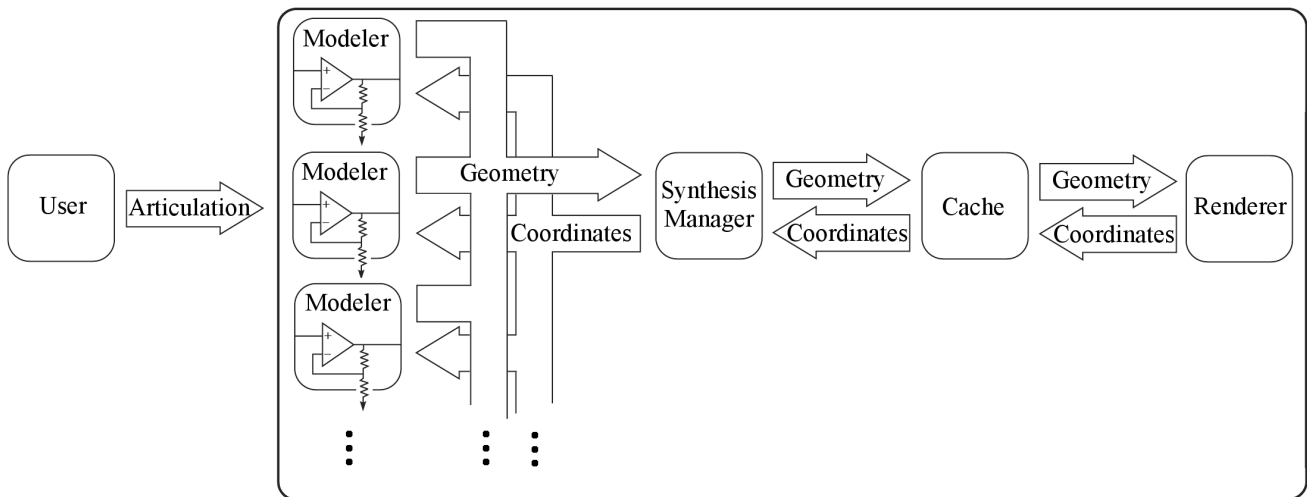 Modeler
+
−
Modeler
+
−
Modeler
+
−
User
Articulation
Geometry
Coordinates
Synthesis
Manager
Geometry
Coordinates
Cache
Geometry
Coordinates
Renderer